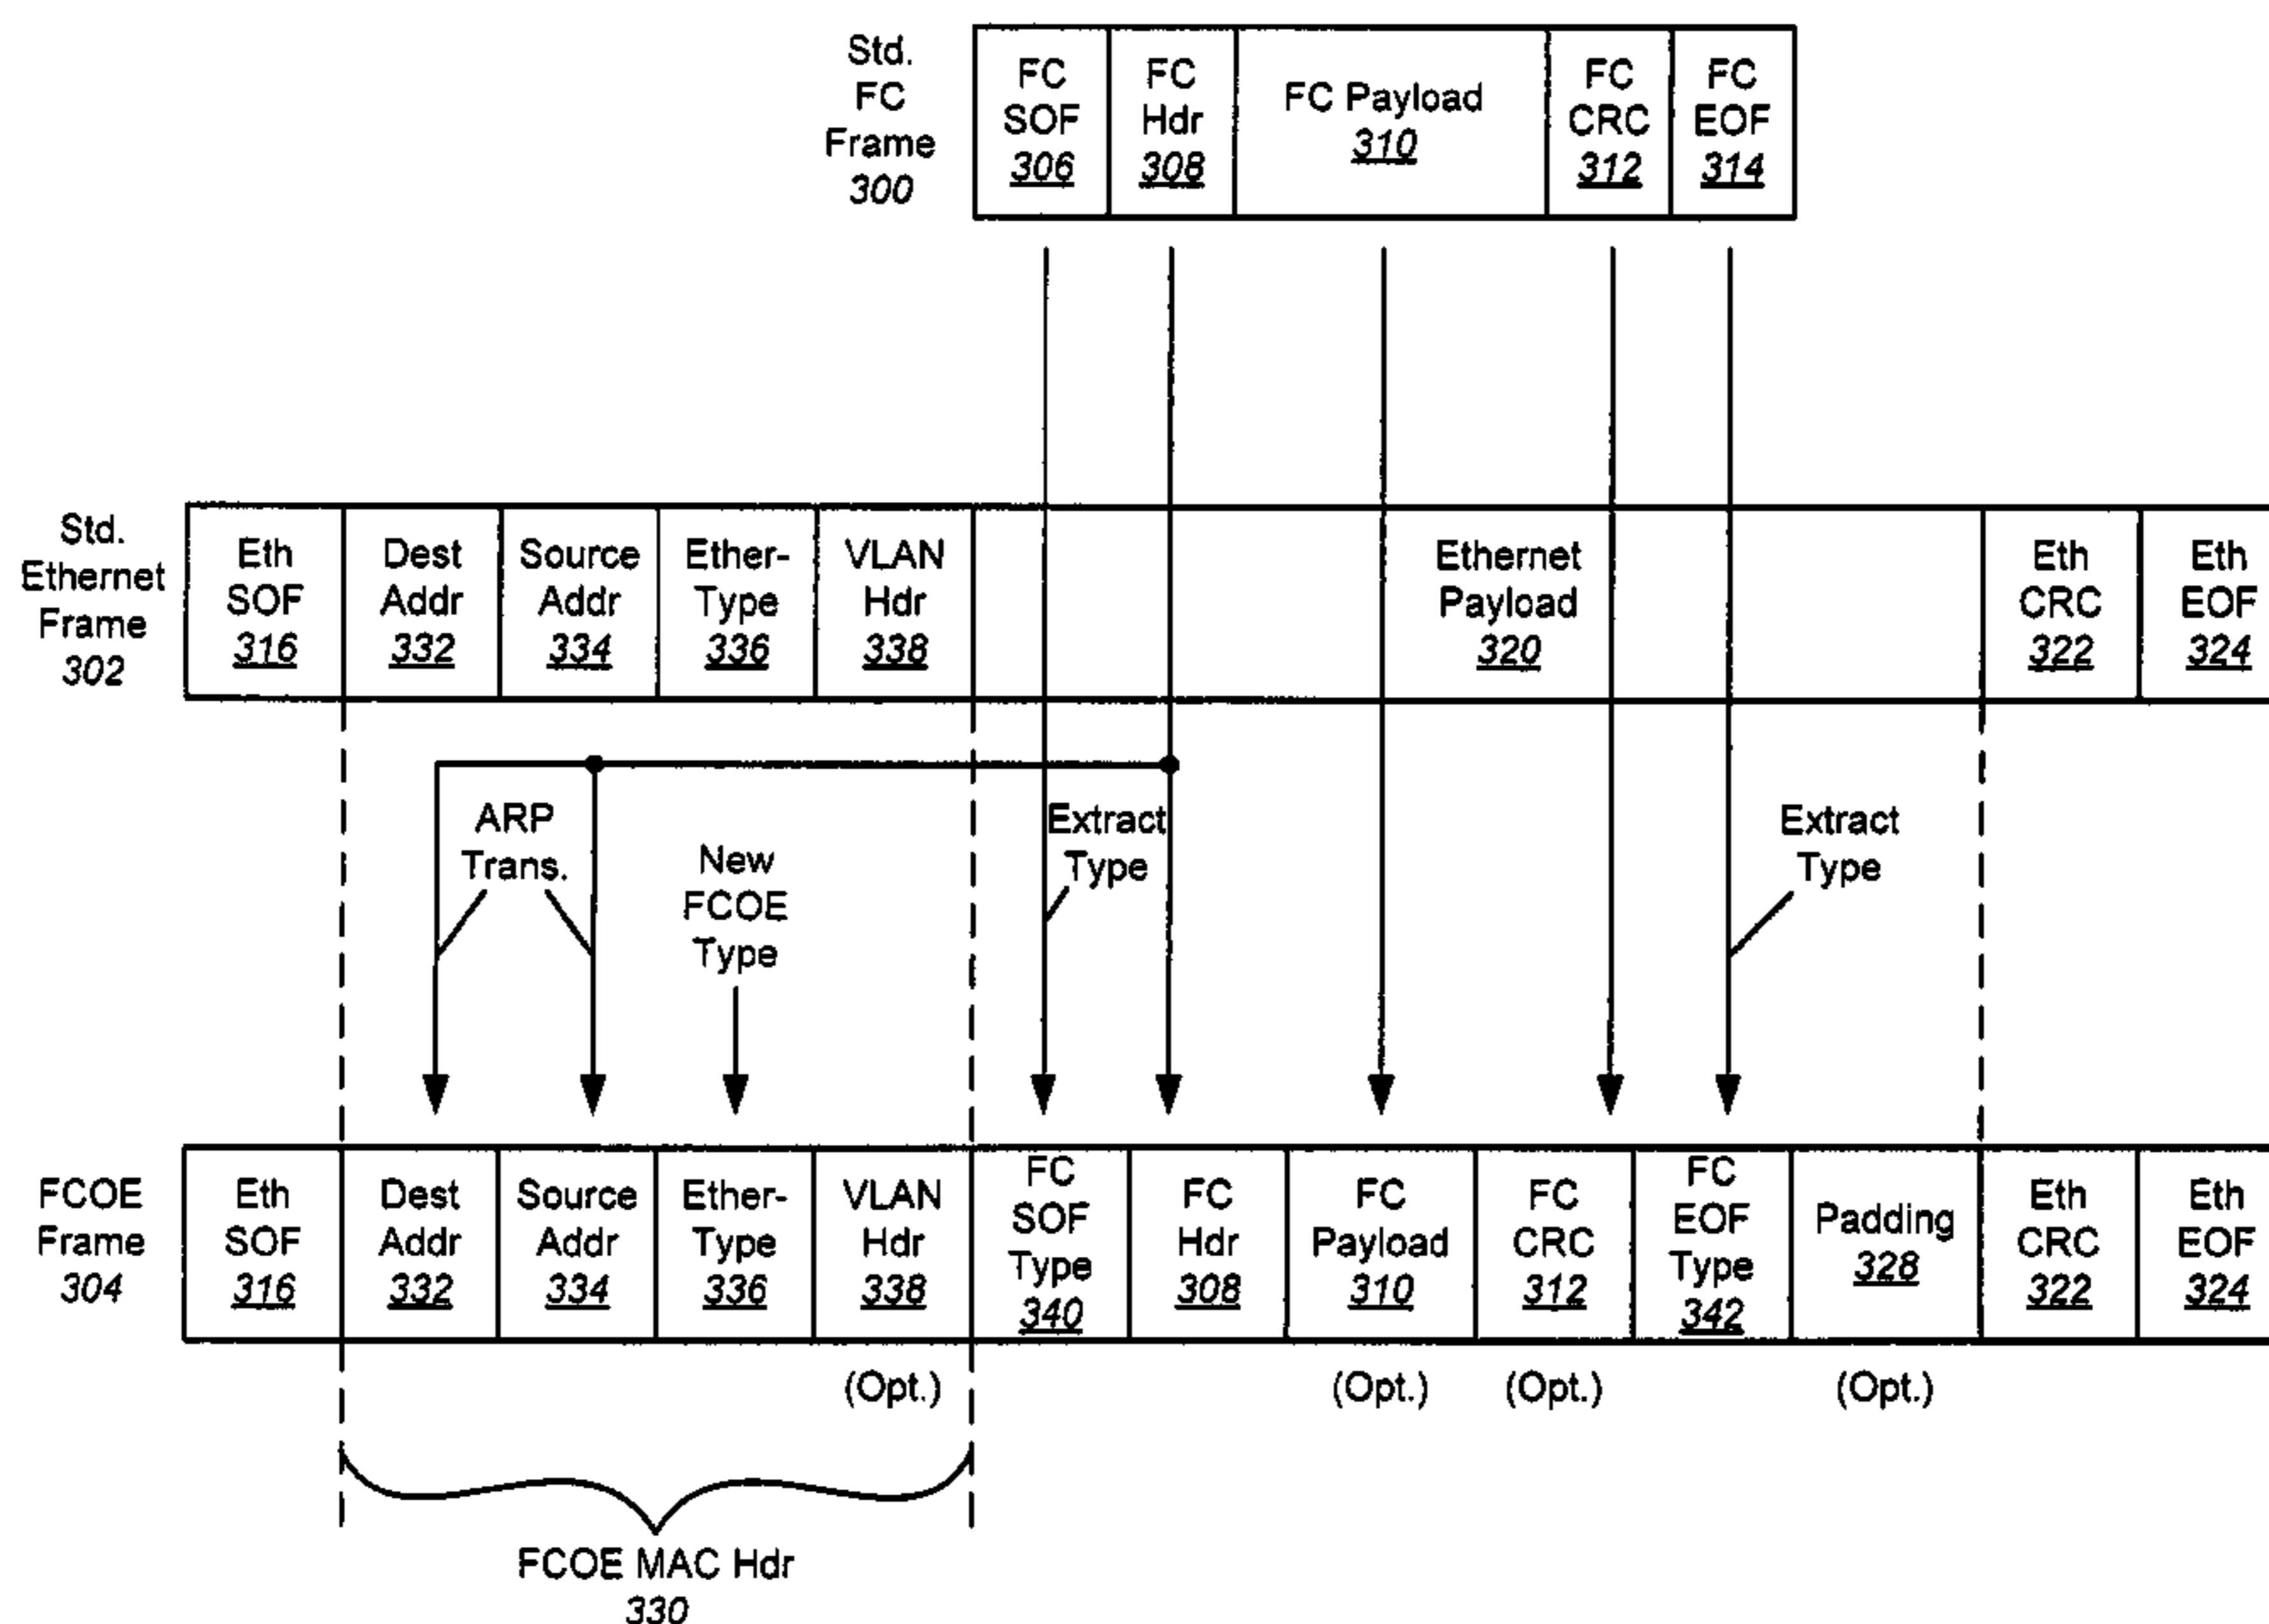 Std.
FC
Frame
300
FC
SOF
306
FC
Hdr
308
FC Payload
310
FC
CRC
312
FC
EOF
314
Std.
Ethernet
Frame
302
Eth
SOF
316
Dest
Addr
332
Source
Addr
334
Ether-
Type
336
VLAN
Hdr
338
Ethernet
Payload
320
Eth
CRC
322
Eth
EOF
324
ARP
Trans.
New
FCOE
Type
Extract
Type
Extract
Type
FCOE
Frame
304
Eth
SOF
316
Dest
Addr
332
Source
Addr
334
Ether-
Type
336
VLAN
Hdr
338
FC
SOF
Type
340
FC
Hdr
308
FC
Payload
310
FC
CRC
312
FC
EOF
Type
342
Padding
328
Eth
CRC
322
Eth
EOF
324
(Opt.)
(Opt.)
(Opt.)
(Opt.)
FCOE MAC Hdr
330